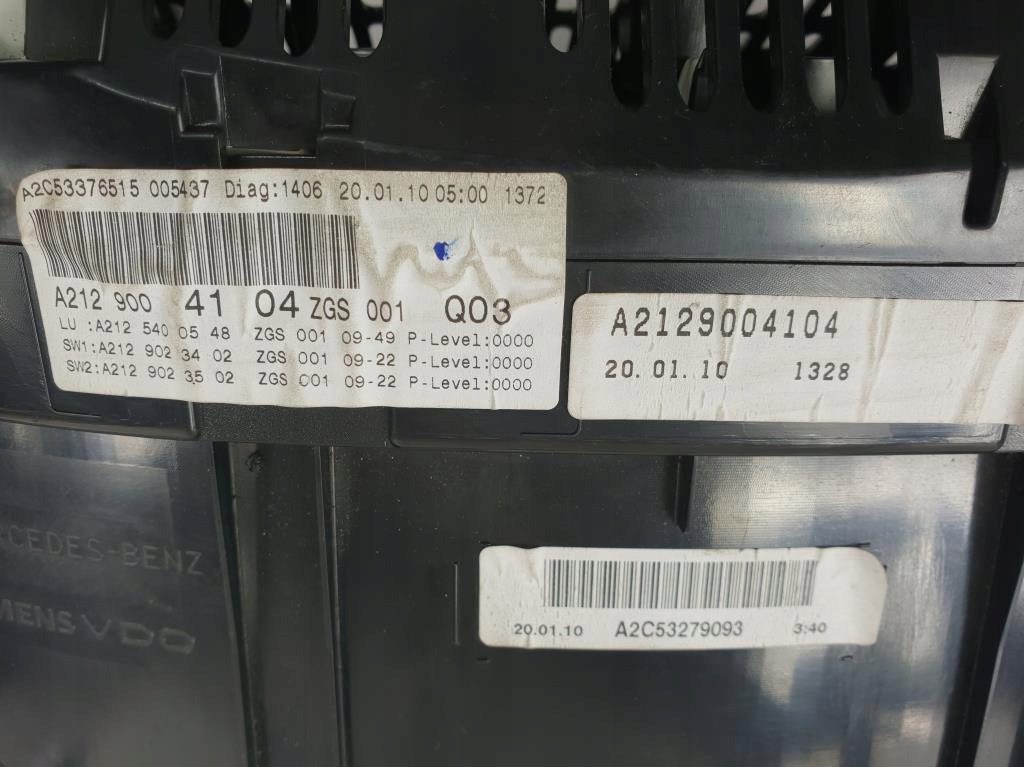 A2C53376515 005437 Diag:1406 20.01.10 05:00 1372
A212 900 41 04 ZGS 001 Q03
LU :A212 540 05 48 ZGS 001 09-49 P-Level:0000
SW1:A212 902 34 02 ZGS 001 09-22 P-Level:0000
SW2:A212 902 35 02 ZGS 001 09-22 P-Level:0000
A2129004104
20.01.10 1328
RCEDES-BENZ
MENS VDO
20.01.10 A2C53279093 3:40